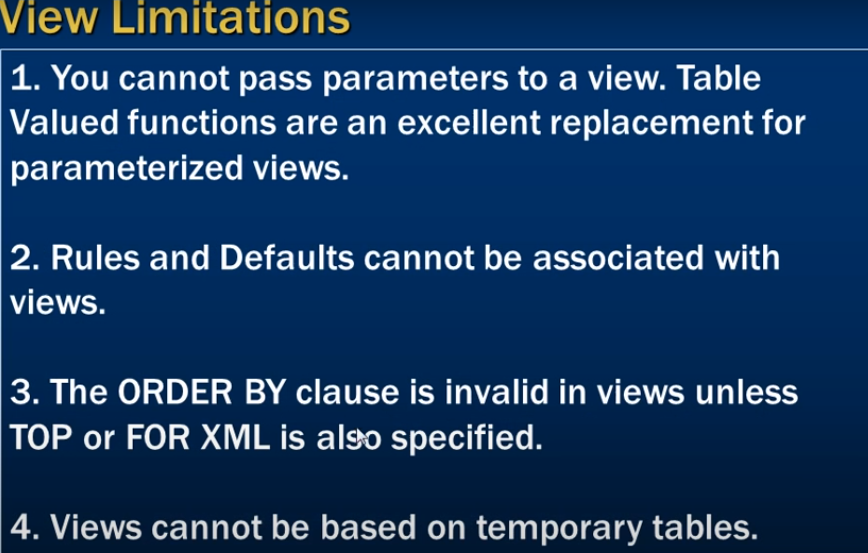 View Limitations
1. You cannot pass parameters to a view. Table
Valued functions are an excellent replacement for
parameterized views.
2. Rules and Defaults cannot be associated with
views.
3. The ORDER BY clause is invalid in views unless
TOP or FOR XML is also specified.
4. Views cannot be based on temporary tables.